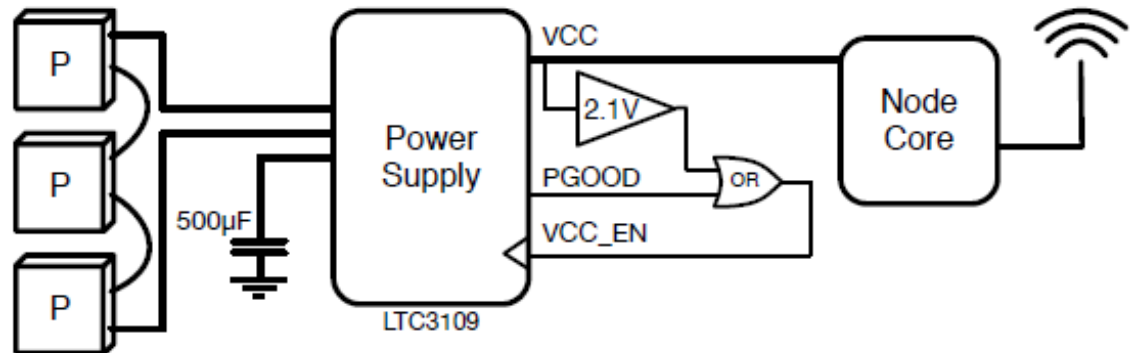 P
P
P
500μF
Power
Supply
LTC3109
VCC
2.1V
PGOOD
OR
VCC_EN
Node
Core